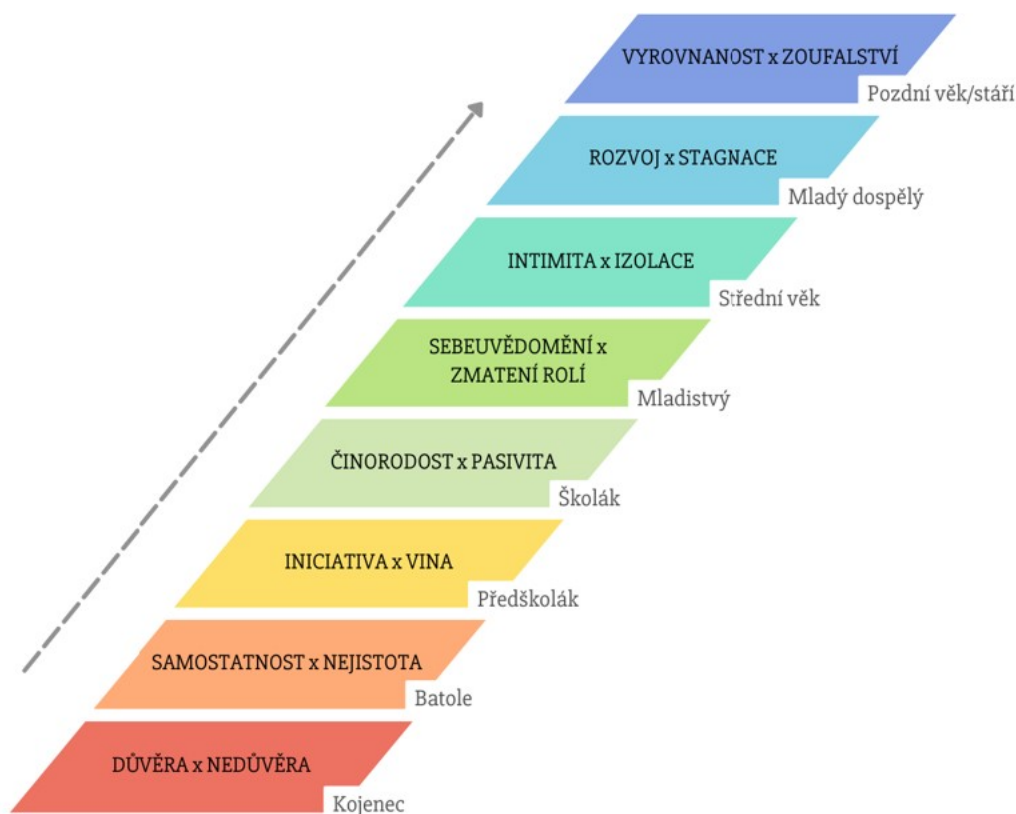 VYROVNANOST x ZOUFALSTVÍ
Pozdní věk/stáří
ROZVOJ x STAGNACE
Mladý dospělý
INTIMITA x IZOLACE
Střední věk
SEBEUVĚDOMĚNÍ x
ZMATENÍ ROLÍ
Mladistvý
ČINORODOST x PASIVITA
Školák
INICIATIVA x VINA
Předškolák
SAMOSTATNOST x NEJISTOTA
Batole
DŮVĚRA x NEDŮVĚRA
Kojenec